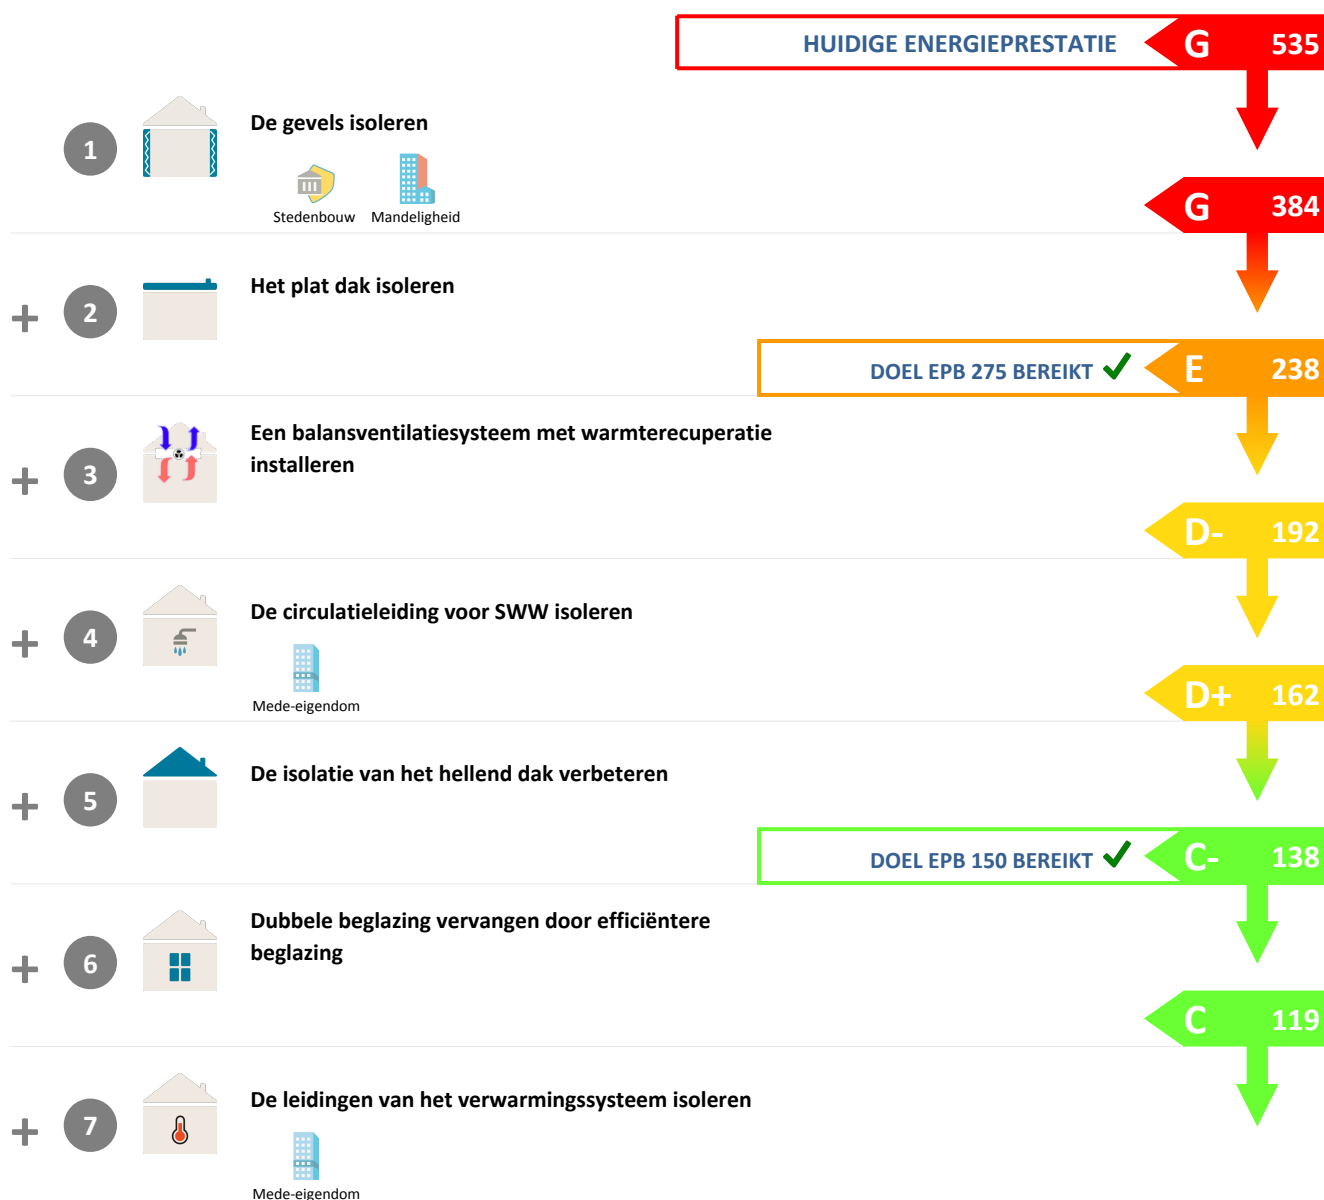 HUIDIGE ENERGIEPRESTATIE G 535
1 De gevels isoleren
Stedenbouw Mandeligheid
G 384
+ 2 Het plat dak isoleren
DOEL EPB 275 BEREIKT E 238
Een balansventilatiesysteem met warmterecuperatie
+ 3 installeren
D- 192
+ 4 De circulatieleiding voor SWW isoleren
Mede-eigendom
D+ 162
+ 5 De isolatie van het hellend dak verbeteren
DOEL EPB 150 BEREIKT C- 138
Dubbele beglazing vervangen door efficiëntere
+ 6 beglazing
C 119
+ 7 De leidingen van het verwarmingssysteem isoleren
Mede-eigendom